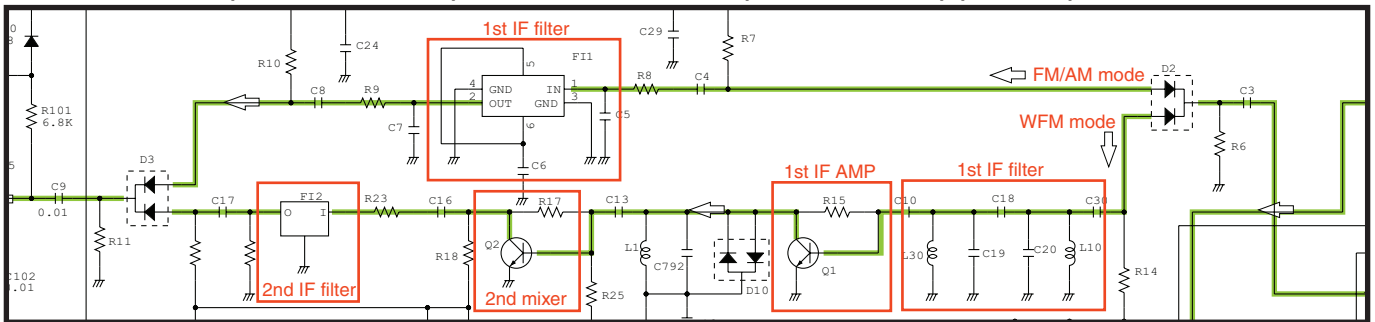 1st IF filter
C29
R7
C24
R10
FI1
D2
FM/AM mode
5
4
GND
IN
1
R8
C4
C3
C8
R9
2
OUT
GND
3
R101
6.8K
C7
6
C5
WFM mode
R6
D3
C6
1st IF AMP
1st IF filter
C9
0.01
C17
FI2
O
I
R23
C16
R17
C13
R15
C10
C18
C30
R11
R18
Q2
L1
C792
D10
Q1
L30
C19
C20
L10
R14
C102
0.01
2nd IF filter
2nd mixer
R25